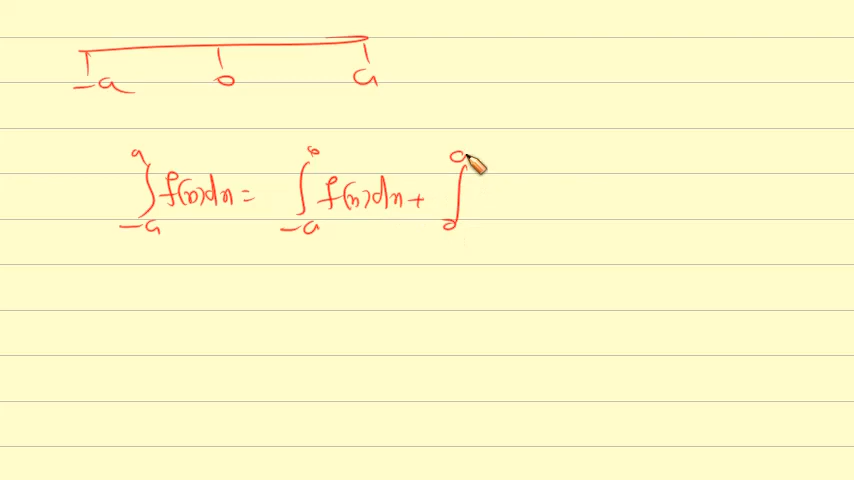 -a 0 a
∫_{-a}^{a} f(x)dx = ∫_{-a}^{0} f(x)dx + ∫_{0}^{a}